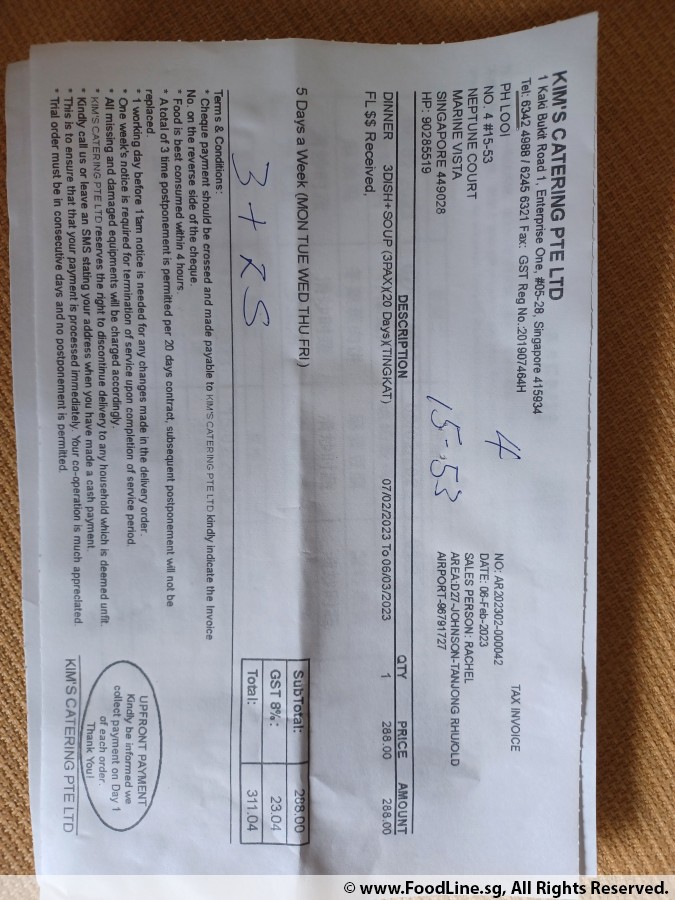 KIM'S CATERING PTE LTD
1 Kaki Bukit Road 1, Enterprise One, #05-28, Singapore 415934
Tel: 6342 4988 / 6245 6321 Fax: GST Reg No.:201907464H
TAX INVOICE
PH LOOI
NO. 4 #15-53
NEPTUNE COURT
MARINE VISTA
SINGAPORE 449028
HP: 90285519
4
15-53
NO: AR202302-000042
DATE: 06-Feb-2023
SALES PERSON: RACHEL
AREA:D27-JOHNSON-TANJONG RHU/OLD
AIRPORT-96791727
DESCRIPTION QTY PRICE AMOUNT
DINNER 3DISH+SOUP (3PAX)(20 Days)(TINGKAT) 07/02/2023 To 06/03/2023 1 288.00 288.00
FL $$ Received.
5 Days a Week (MON TUE WED THU FRI )
SubTotal: 288.00
GST 8%: 23.04
Total: 311.04
3 + RS
Terms & Conditions:
* Cheque payment should be crossed and made payable to KIM'S CATERING PTE LTD kindly indicate the Invoice
No. on the reverse side of the cheque.
* Food is best consumed within 4 hours.
* A total of 3 time postponement is permitted per 20 days contract, subsequent postponement will not be
replaced.
* 1 working day before 11am notice is needed for any changes made in the delivery order.
* One week's notice is required for termination of service upon completion of service period.
* All missing and damaged equipments will be charged accordingly.
* KIM'S CATERING PTE LTD reserves the right to discontinue delivery to any household which is deemed unfit.
* Kindly call us or leave an SMS stating your address when you have made a cash payment.
* This is to ensure that that your payment is processed immediately. Your co-operation is much appreciated.
* Trial order must be in consecutive days and no postponement is permitted.
UPFRONT PAYMENT
Kindly be informed we
collect payment on Day 1
of each order.
Thank You!
KIM'S CATERING PTE LTD
© www.FoodLine.sg, All Rights Reserved.